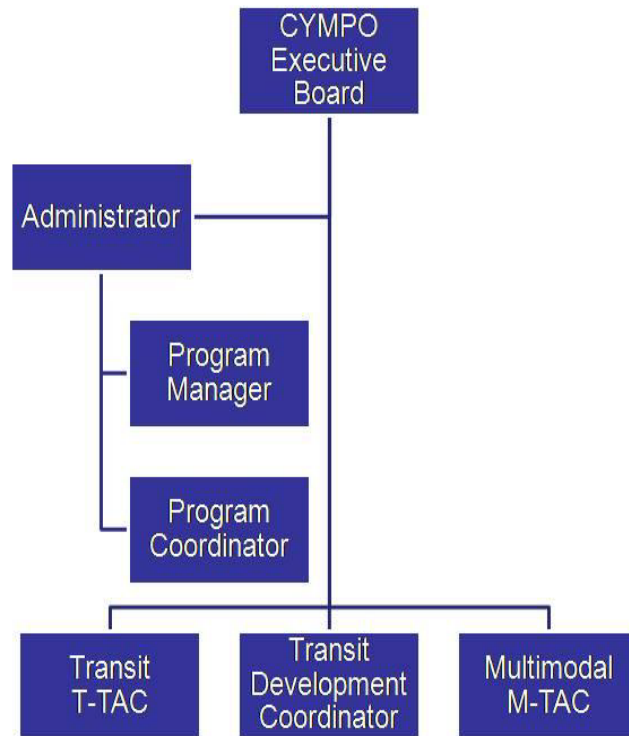 CYMPO
Executive
Board
Administrator
Program
Manager
Program
Coordinator
Transit
T-TAC
Transit
Development
Coordinator
Multimodal
M-TAC